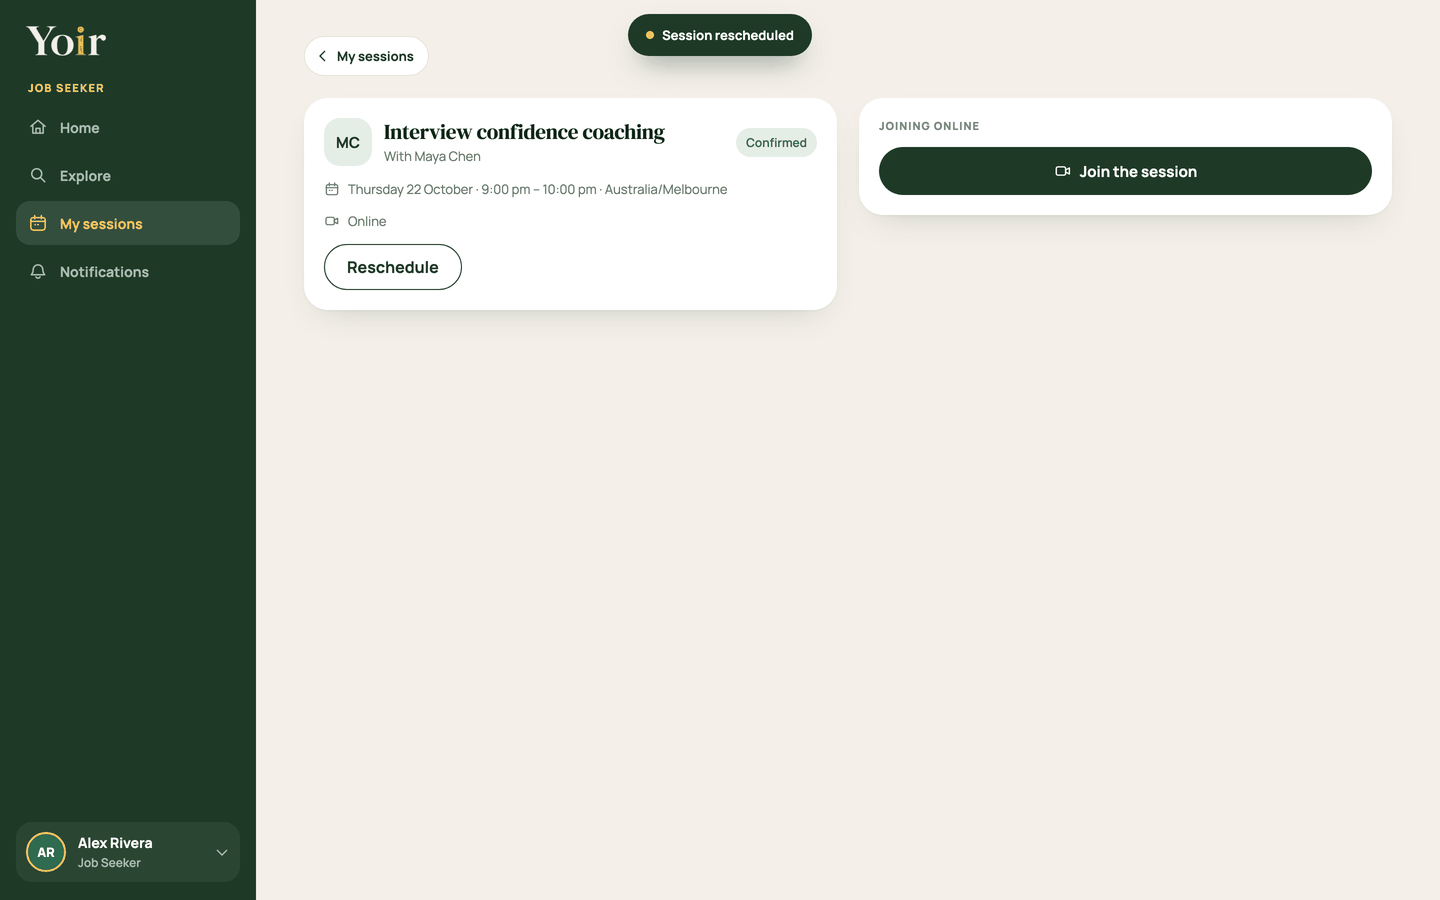 Yoir
JOB SEEKER
Home
Explore
My sessions
Notifications
AR
Alex Rivera
Job Seeker
Session rescheduled
My sessions
MC
Interview confidence coaching
With Maya Chen
Confirmed
Thursday 22 October · 9:00 pm – 10:00 pm · Australia/Melbourne
Online
Reschedule
JOINING ONLINE
Join the session